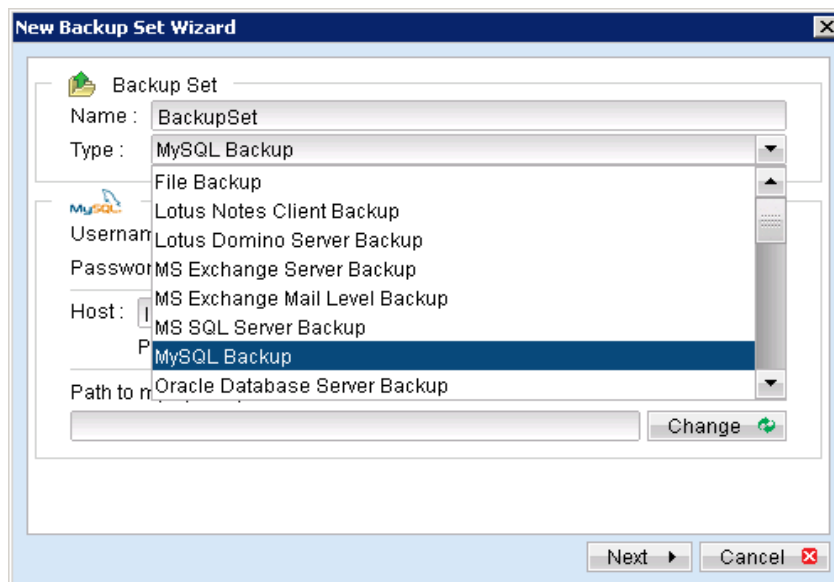 New Backup Set Wizard
Backup Set
Name : BackupSet
Type : MySQL Backup
File Backup
Lotus Notes Client Backup
Lotus Domino Server Backup
MS Exchange Server Backup
MS Exchange Mail Level Backup
MS SQL Server Backup
MySQL Backup
Oracle Database Server Backup
MySQL
Usernam
Passwor
Host :
P
Path to
Change
Next
Cancel